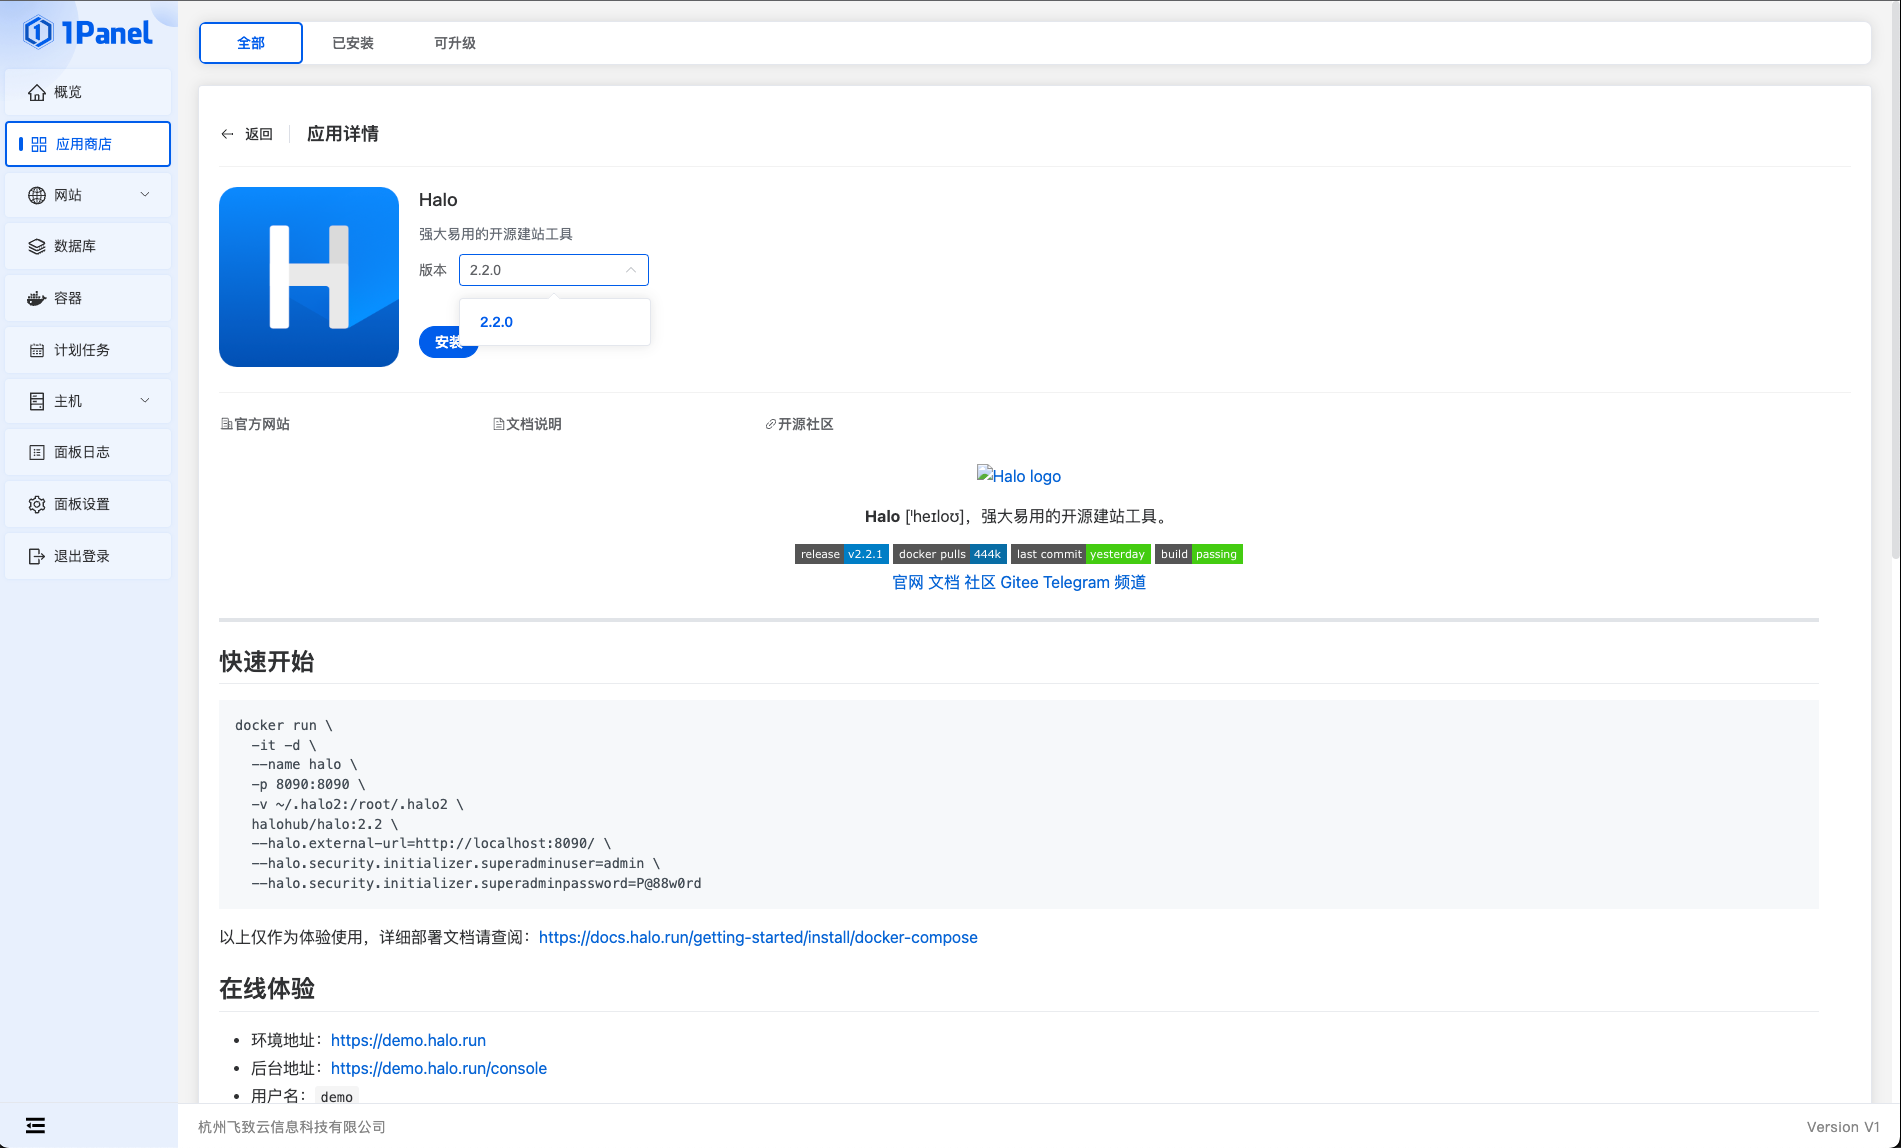 1Panel
全部
已安装
可升级
概览
应用商店
网站
数据库
容器
计划任务
主机
面板日志
面板设置
退出登录
返回
应用详情
Halo
强大易用的开源建站工具
版本
2.2.0
2.2.0
安装
官方网站
文档说明
开源社区
Halo logo
Halo ['heɪloʊ]，强大易用的开源建站工具。
release v2.2.1 docker pulls 444k last commit yesterday build passing
官网 文档 社区 Gitee Telegram 频道
快速开始
docker run \
-it -d \
--name halo \
-p 8090:8090 \
-v ~/.halo2:/root/.halo2 \
halohub/halo:2.2 \
--halo.external-url=http://localhost:8090/ \
--halo.security.initializer.superadminuser=admin \
--halo.security.initializer.superadminpassword=P@88w0rd
以上仅作为体验使用，详细部署文档请查阅：https://docs.halo.run/getting-started/install/docker-compose
在线体验
环境地址：https://demo.halo.run
后台地址：https://demo.halo.run/console
用户名：demo
杭州飞致云信息科技有限公司
Version V1